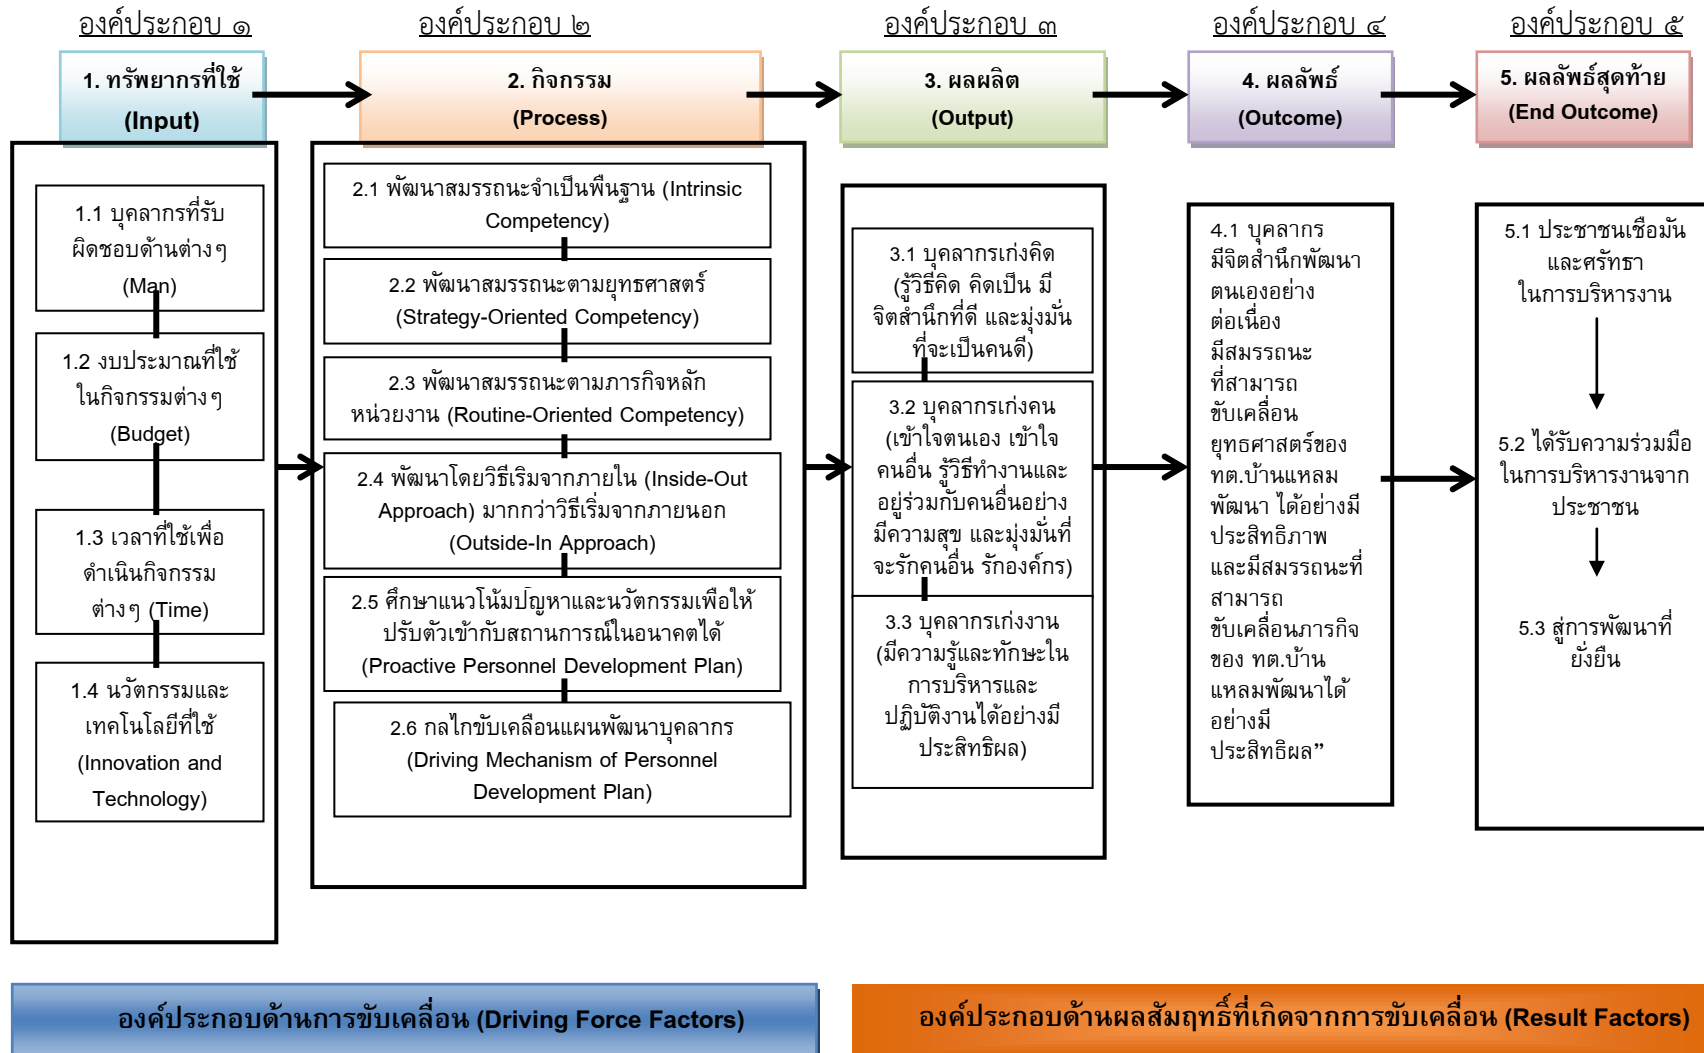 องค์ประกอบ ๑
องค์ประกอบ ๒
องค์ประกอบ ๓
องค์ประกอบ ๔
องค์ประกอบ ๕
1. ทรัพยากรที่ใช้
(Input)
2. กิจกรรม
(Process)
3. ผลผลิต
(Output)
4. ผลลัพธ์
(Outcome)
5. ผลลัพธ์สุดท้าย
(End Outcome)
1.1 บุคลากรที่รับ
ผิดชอบด้านต่างๆ
(Man)
1.2 งบประมาณที่ใช้
ในกิจกรรมต่างๆ
(Budget)
1.3 เวลาที่ใช้เพื่อ
ดำเนินกิจกรรม
ต่างๆ (Time)
1.4 นวัตกรรมและ
เทคโนโลยีที่ใช้
(Innovation and
Technology)
2.1 พัฒนาสมรรถนะจำเป็นพื้นฐาน (Intrinsic
Competency)
2.2 พัฒนาสมรรถนะตามยุทธศาสตร์
(Strategy-Oriented Competency)
2.3 พัฒนาสมรรถนะตามภารกิจหลัก
หน่วยงาน (Routine-Oriented Competency)
2.4 พัฒนาโดยวิธีเริ่มจากภายใน (Inside-Out
Approach) มากกว่าวิธีเริ่มจากภายนอก
(Outside-In Approach)
2.5 ศึกษาแนวโน้มปัญหาและนวัตกรรมเพื่อให้
ปรับตัวเข้ากับสถานการณ์ในอนาคตได้
(Proactive Personnel Development Plan)
2.6 กลไกขับเคลื่อนแผนพัฒนาบุคลากร
(Driving Mechanism of Personnel
Development Plan)
3.1 บุคลากรเก่งคิด
(รู้วิธีคิด คิดเป็น มี
จิตสำนึกที่ดี และมุ่งมั่น
ที่จะเป็นคนดี)
3.2 บุคลากรเก่งคน
(เข้าใจตนเอง เข้าใจ
คนอื่น รู้วิธีทำงานและ
อยู่ร่วมกับคนอื่นอย่าง
มีความสุข และมุ่งมั่นที่
จะรักคนอื่น รักองค์กร)
3.3 บุคลากรเก่งงาน
(มีความรู้และทักษะใน
การบริหารและ
ปฏิบัติงานได้อย่างมี
ประสิทธิผล)
4.1 บุคลากร
มีจิตสำนึกพัฒนา
ตนเองอย่าง
ต่อเนื่อง
มีสมรรถนะ
ที่สามารถ
ขับเคลื่อน
ยุทธศาสตร์ของ
ทต.บ้านแหลม
พัฒนา ได้อย่างมี
ประสิทธิภาพ
และมีสมรรถนะที่
สามารถ
ขับเคลื่อนภารกิจ
ของ ทต.บ้าน
แหลมพัฒนาได้
อย่างมี
ประสิทธิผล”
5.1 ประชาชนเชื่อมั่น
และศรัทธา
ในการบริหารงาน
5.2 ได้รับความร่วมมือ
ในการบริหารงานจาก
ประชาชน
5.3 สู่การพัฒนาที่
ยั่งยืน
องค์ประกอบด้านการขับเคลื่อน (Driving Force Factors)
องค์ประกอบด้านผลสัมฤทธิ์ที่เกิดจากการขับเคลื่อน (Result Factors)